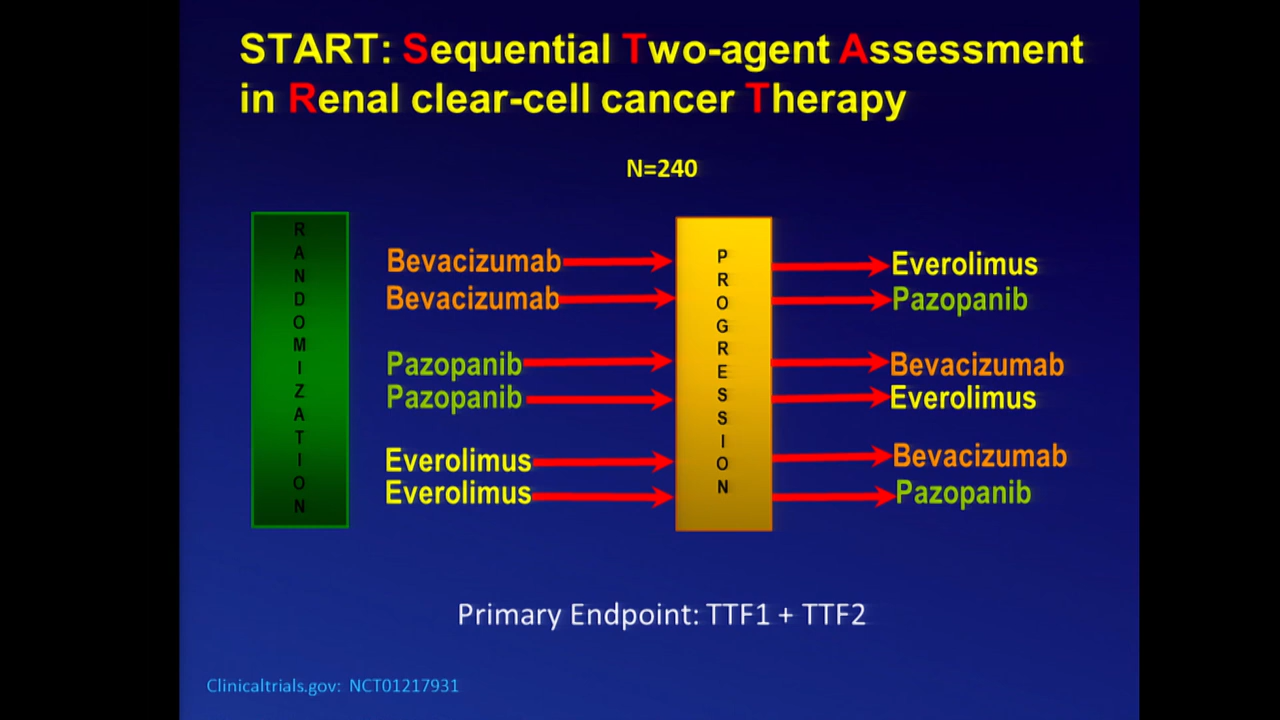 START: Sequential Two-agent Assessment
in Renal clear-cell cancer Therapy
N=240
RANDOMIZATION
Bevacizumab
Bevacizumab
Pazopanib
Pazopanib
Everolimus
Everolimus
PROGRESSION
Everolimus
Pazopanib
Bevacizumab
Everolimus
Bevacizumab
Pazopanib
Primary Endpoint: TTF1 + TTF2
Clinicaltrials.gov: NCT01217931